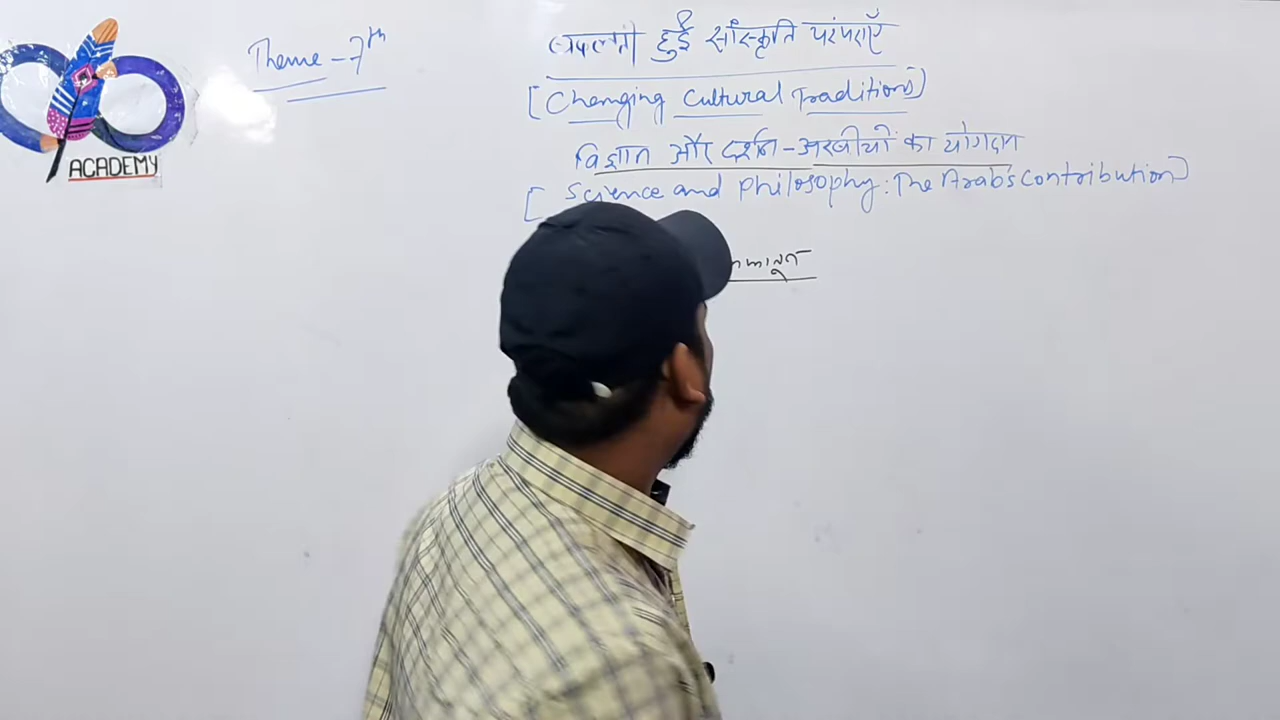 ACADEMY
Theme - 7th
बदलती हुई सांस्कृति परंपराएँ
[Changing Cultural Traditions]
विज्ञान और दर्शन - अरबीयों का योगदान
[Science and Philosophy: The Arab's Contribution]